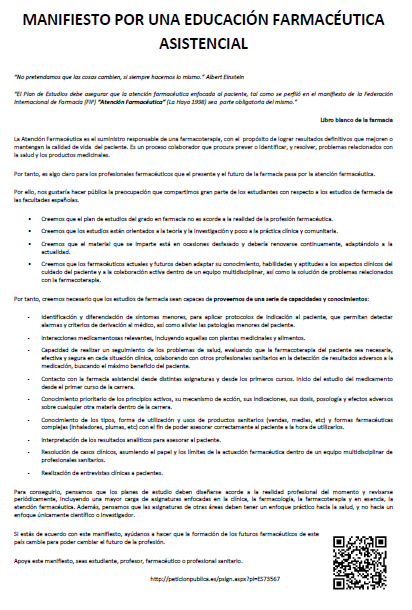 MANIFIESTO POR UNA EDUCACIÓN FARMACÉUTICA
ASISTENCIAL
"No pretendamos que las cosas cambien, si siempre hacemos lo mismo." Albert Einstein
"El Plan de Estudios debe asegurar que la atención farmacéutica enfocada al paciente, tal como se perfiló en el manifiesto de la Federación
Internacional de Farmacia (FIP) "Atención Farmacéutica" (La Haya 1998) sea parte obligatoria del mismo."
Libro blanco de la farmacia
La Atención Farmacéutica es el suministro responsable de una farmacoterapia, con el propósito de lograr resultados definitivos que mejoren o
mantengan la calidad de vida del paciente. Es un proceso colaborador que procura prever o identificar, y resolver, problemas relacionados con
la salud y los productos medicinales.
Por tanto, es algo claro para los profesionales farmacéuticos que el presente y el futuro de la farmacia pasa por la atención farmacéutica.
Por ello, nos gustaría hacer pública la preocupación que compartimos gran parte de los estudiantes con respecto a los estudios de farmacia de
las facultades españolas.
• Creemos que el plan de estudios del grado en farmacia no es acorde a la realidad de la profesión farmacéutica.
• Creemos que los estudios están orientados a la teoría y la investigación y poco a la práctica clínica y comunitaria.
• Creemos que el material que se imparte está en ocasiones desfasado y debería renovarse continuamente, adaptándolo a la
actualidad.
• Creemos que los farmacéuticos actuales y futuros deben adaptar su conocimiento, habilidades y aptitudes a los aspectos clínicos del
cuidado del paciente y a la colaboración activa dentro de un equipo multidisciplinar, así como la solución de problemas relacionados
con la farmacoterapia.
Por tanto, creemos necesario que los estudios de farmacia sean capaces de proveernos de una serie de capacidades y conocimientos:
- Identificación y diferenciación de síntomas menores, para aplicar protocolos de indicación al paciente, que permitan detectar
alarmas y criterios de derivación al médico, así como aliviar las patologías menores del paciente.
- Interacciones medicamentosas relevantes, incluyendo aquellas con plantas medicinales y alimentos.
- Capacidad de realizar un seguimiento de los problemas de salud, evaluando que la farmacoterapia del paciente sea necesaria,
efectiva y segura en cada situación clínica, colaborando con otros profesionales sanitarios en la detección de resultados adversos a la
medicación, buscando el máximo beneficio del paciente.
- Contacto con la farmacia asistencial desde distintas asignaturas y desde los primeros cursos. Inicio del estudio del medicamento
desde el primer curso de la carrera.
- Conocimiento prioritario de los principios activos, su mecanismo de acción, sus indicaciones, sus dosis, posología y efectos adversos
sobre cualquier otra materia dentro de la carrera.
- Conocimiento de los tipos, forma de utilización y usos de productos sanitarios (vendas, medias, etc) y formas farmacéuticas
complejas (inhaladores, plumas, etc) con el fin de poder asesorar correctamente al paciente a la hora de utilizarlos.
- Interpretación de los resultados analíticos para asesorar al paciente.
- Resolución de casos clínicos, asumiendo el papel y los límites de la actuación farmacéutica dentro de un equipo multidisciplinar de
profesionales sanitarios.
- Realización de entrevistas clínicas a pacientes.
Para conseguirlo, pensamos que los planes de estudio deben diseñarse acorde a la realidad profesional del momento y revisarse
periódicamente, incluyendo una mayor carga de asignaturas enfocadas en la clínica, la farmacología, la farmacoterapia y en esencia, la
atención farmacéutica. Además, pensamos que las asignaturas de otras áreas deben tener un enfoque práctico hacia la salud, y no hacia un
enfoque únicamente científico o investigador.
Si estás de acuerdo con este manifiesto, ayúdanos a hacer que la formación de los futuros farmacéuticos de este
país cambie para poder cambiar el futuro de la profesión.
Apoya este manifiesto, seas estudiante, profesor, farmacéutico o profesional sanitario.
http://peticionpublica.es/psign.aspx?pi=ES73567